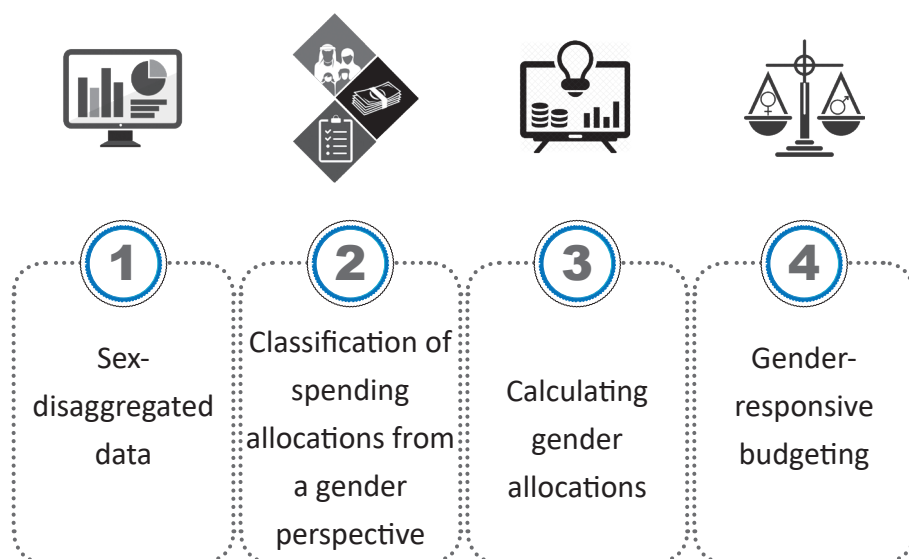 1
Sex-
disaggregated
data
2
Classification of
spending
allocations from
a gender
perspective
3
Calculating
gender
allocations
4
Gender-
responsive
budgeting